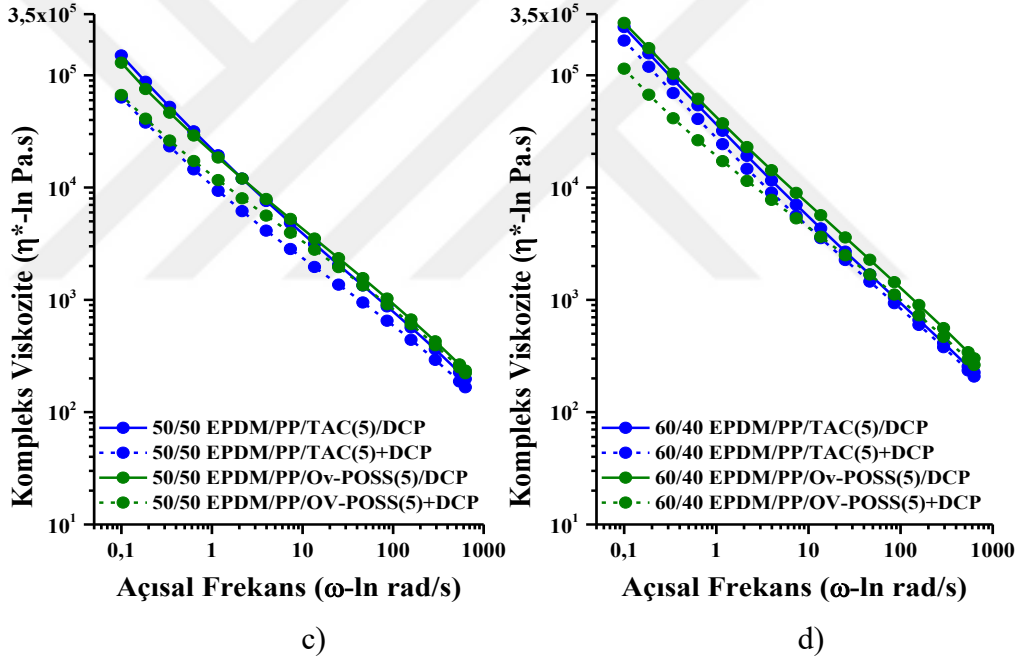 3,5x10⁵
10⁵
10⁴
10³
10²
10¹
Kompleks Viskozite (η*-ln Pa.s)
50/50 EPDM/PP/TAC(5)/DCP
50/50 EPDM/PP/TAC(5)+DCP
50/50 EPDM/PP/Ov-POSS(5)/DCP
50/50 EPDM/PP/OV-POSS(5)+DCP
0,1 1 10 100 1000
Açısal Frekans (ω-ln rad/s)
c)
3,5x10⁵
10⁵
10⁴
10³
10²
10¹
Kompleks Viskozite (η*-ln Pa.s)
60/40 EPDM/PP/TAC(5)/DCP
60/40 EPDM/PP/TAC(5)+DCP
60/40 EPDM/PP/Ov-POSS(5)/DCP
60/40 EPDM/PP/OV-POSS(5)+DCP
0,1 1 10 100 1000
Açısal Frekans (ω-ln rad/s)
d)